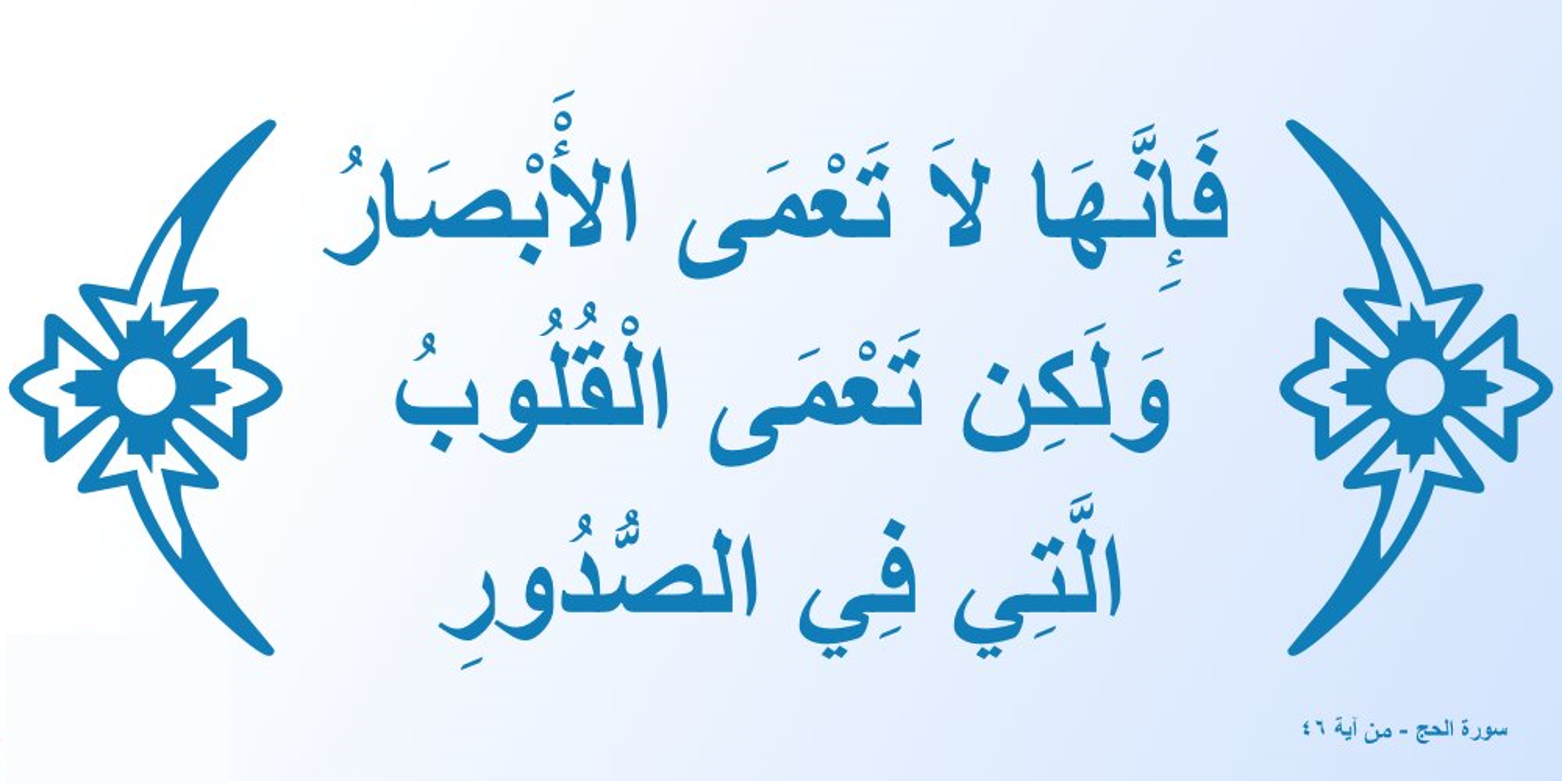 فَإِنَّهَا لاَ تَعْمَى الأَبْصَارُ
وَلَكِن تَعْمَى الْقُلُوبُ
الَّتِي فِي الصُّدُورِ
سورة الحج - من آية ٤٦